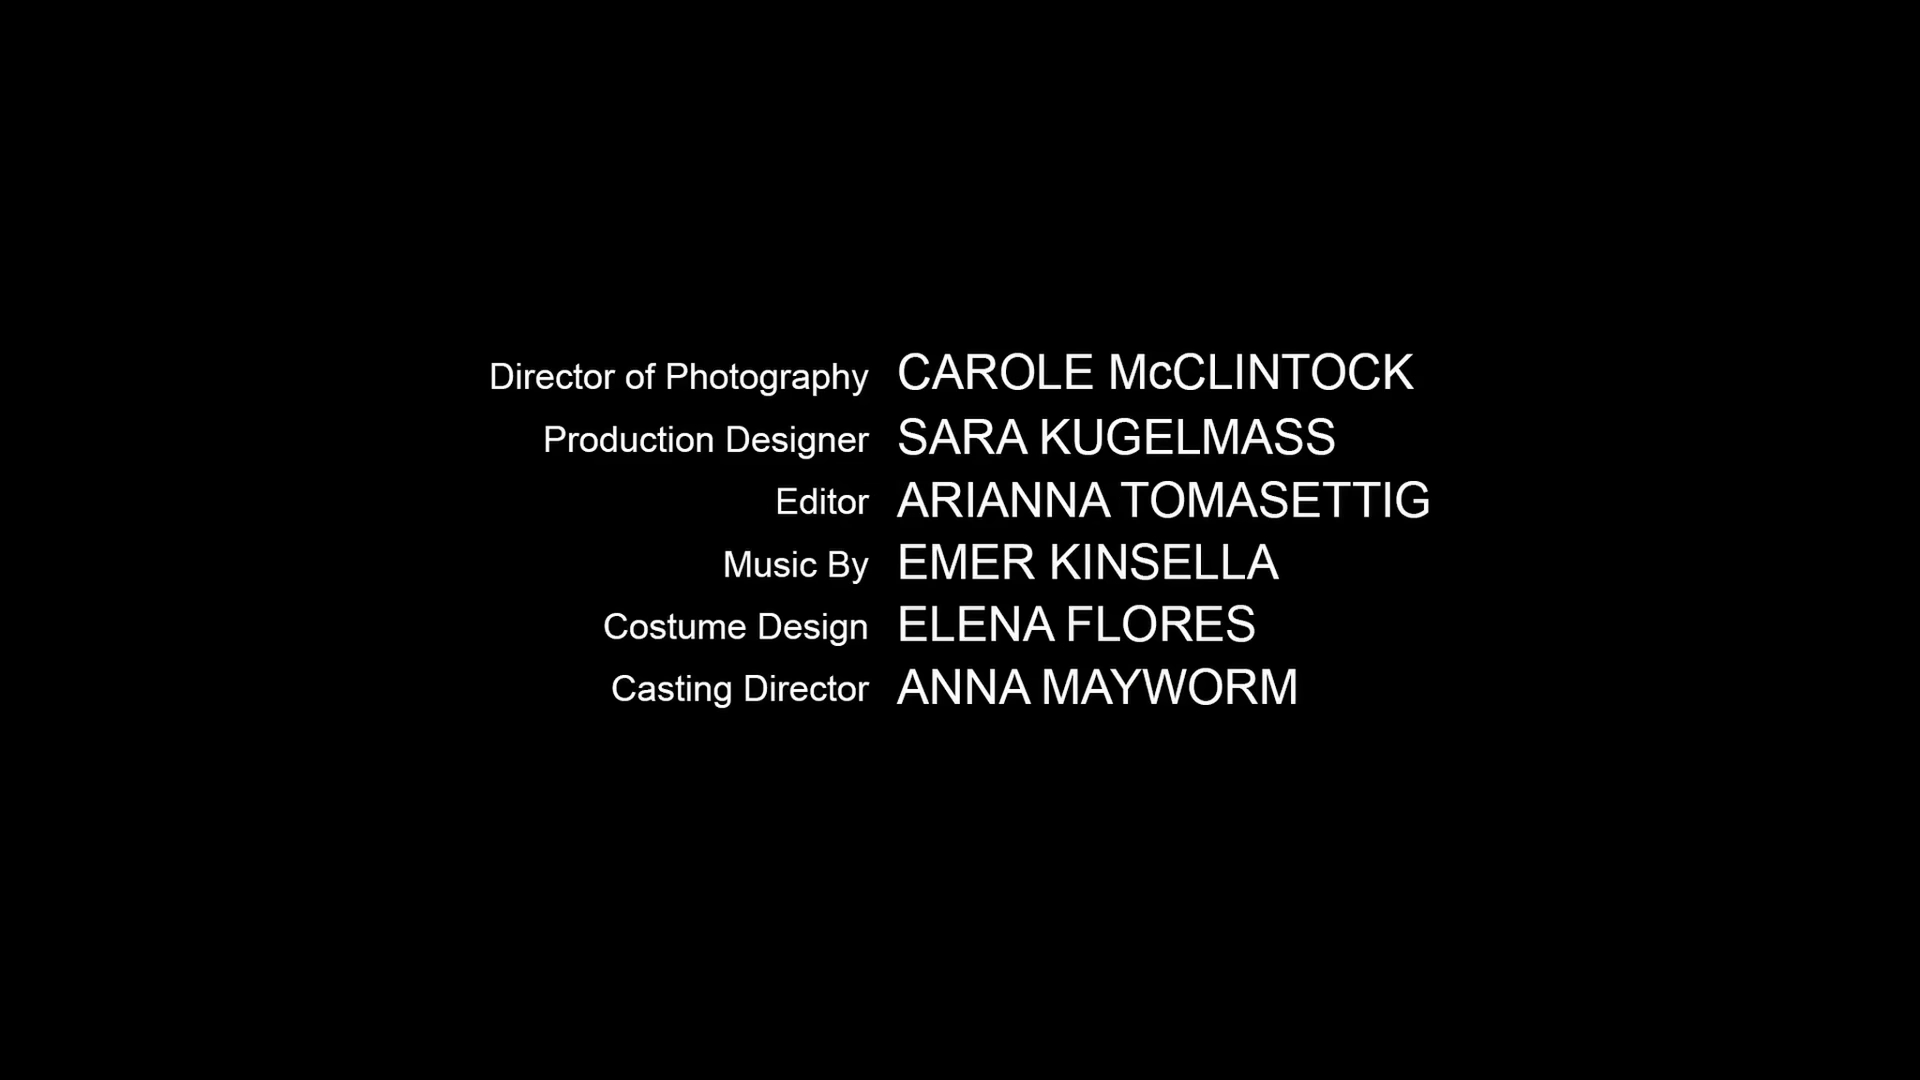 Director of Photography CAROLE McCLINTOCK
Production Designer SARA KUGELMASS
Editor ARIANNA TOMASETTIG
Music By EMER KINSELLA
Costume Design ELENA FLORES
Casting Director ANNA MAYWORM